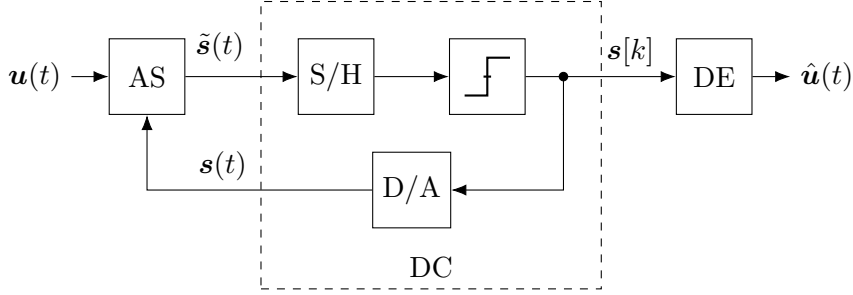 u(t)
AS
s̃(t)
S/H
s[k]
DE
û(t)
s(t)
D/A
DC